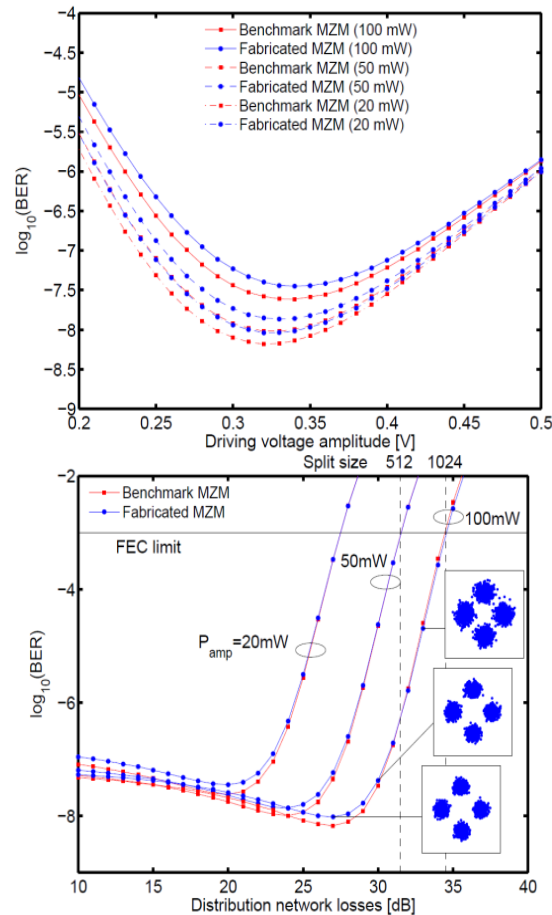 −4
−4.5
−5
−5.5
−6
−6.5
−7
−7.5
−8
−8.5
−9
log10(BER)
Benchmark MZM (100 mW)
Fabricated MZM (100 mW)
Benchmark MZM (50 mW)
Fabricated MZM (50 mW)
Benchmark MZM (20 mW)
Fabricated MZM (20 mW)
0.2 0.25 0.3 0.35 0.4 0.45 0.5
Driving voltage amplitude [V]
Split size 512 1024
−2
−4
−6
−8
log10(BER)
Benchmark MZM
Fabricated MZM
FEC limit
100mW
50mW
Pamp=20mW
10 15 20 25 30 35 40
Distribution network losses [dB]